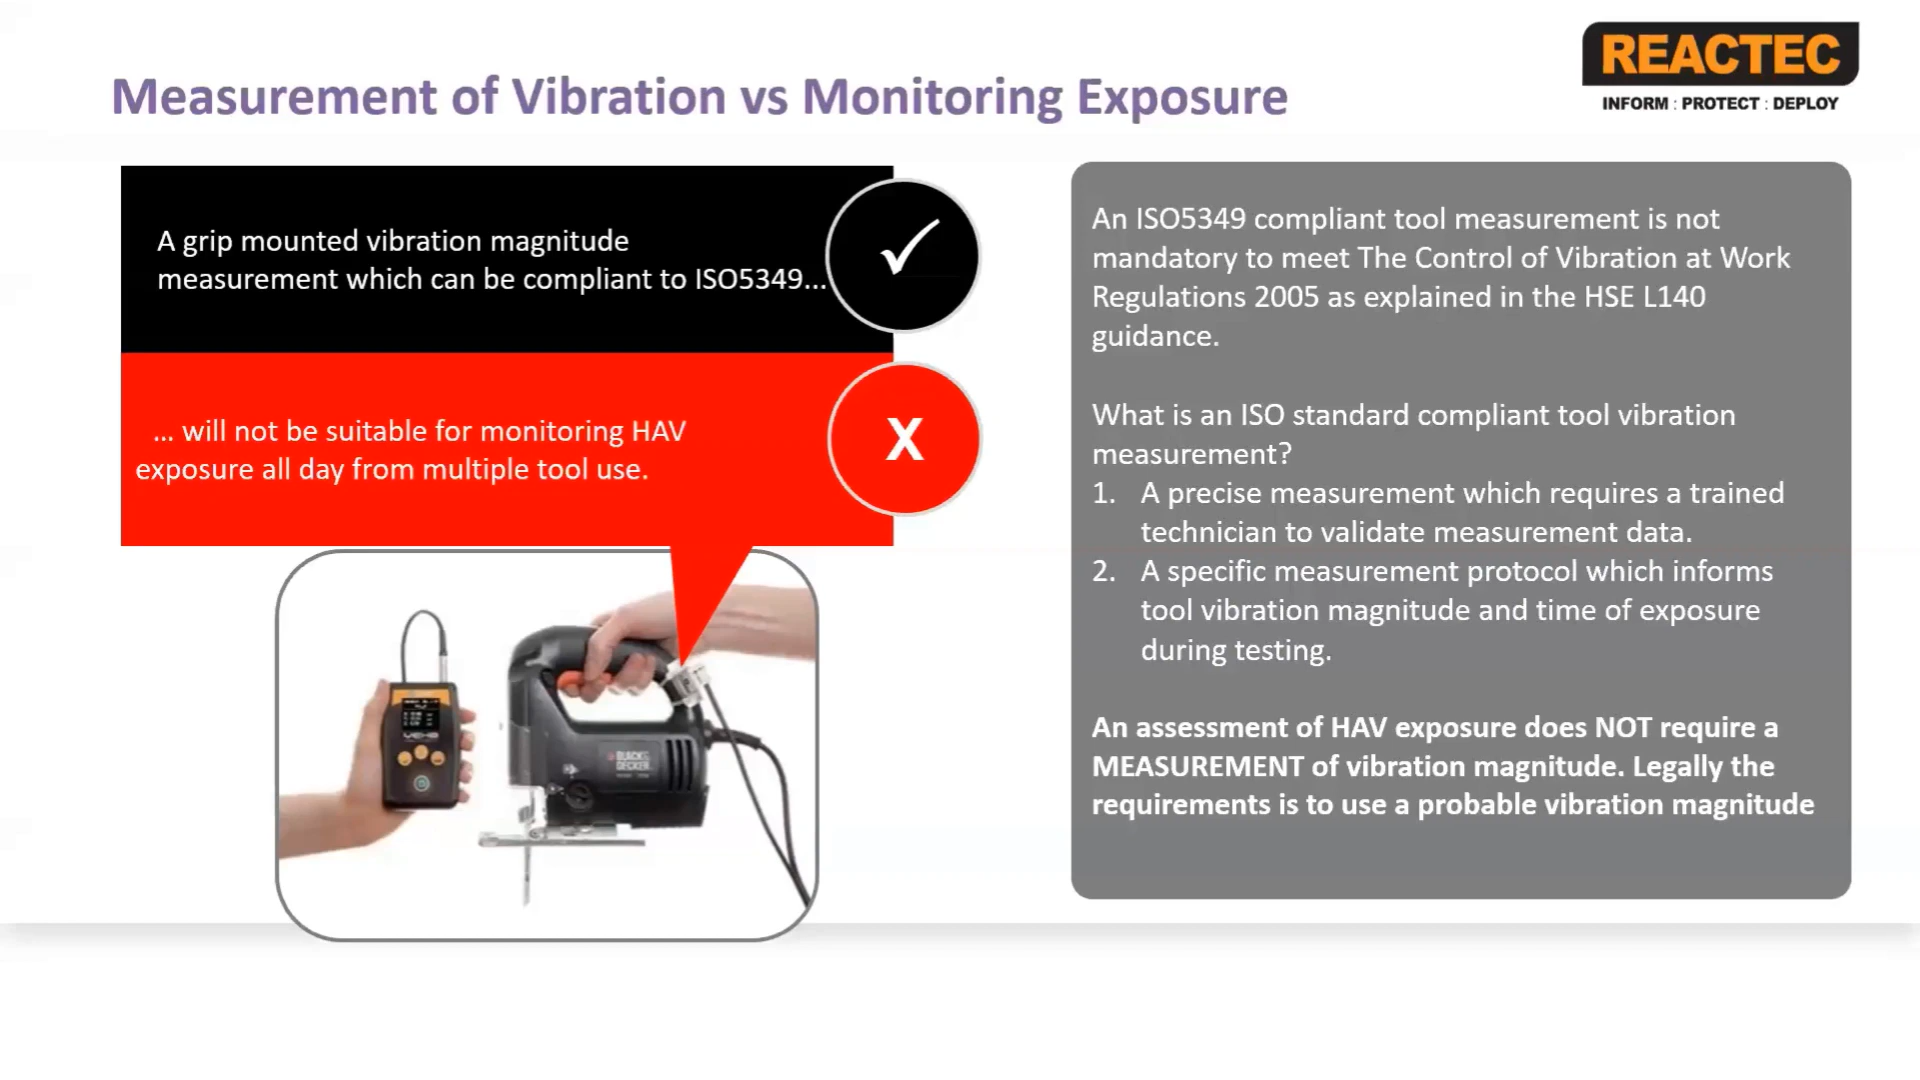 REACTEC
INFORM : PROTECT : DEPLOY
Measurement of Vibration vs Monitoring Exposure
A grip mounted vibration magnitude
measurement which can be compliant to ISO5349...
✓
... will not be suitable for monitoring HAV
exposure all day from multiple tool use.
X
BLACK&
DECKER
An ISO5349 compliant tool measurement is not
mandatory to meet The Control of Vibration at Work
Regulations 2005 as explained in the HSE L140
guidance.
What is an ISO standard compliant tool vibration
measurement?
1. A precise measurement which requires a trained
technician to validate measurement data.
2. A specific measurement protocol which informs
tool vibration magnitude and time of exposure
during testing.
An assessment of HAV exposure does NOT require a
MEASUREMENT of vibration magnitude. Legally the
requirements is to use a probable vibration magnitude